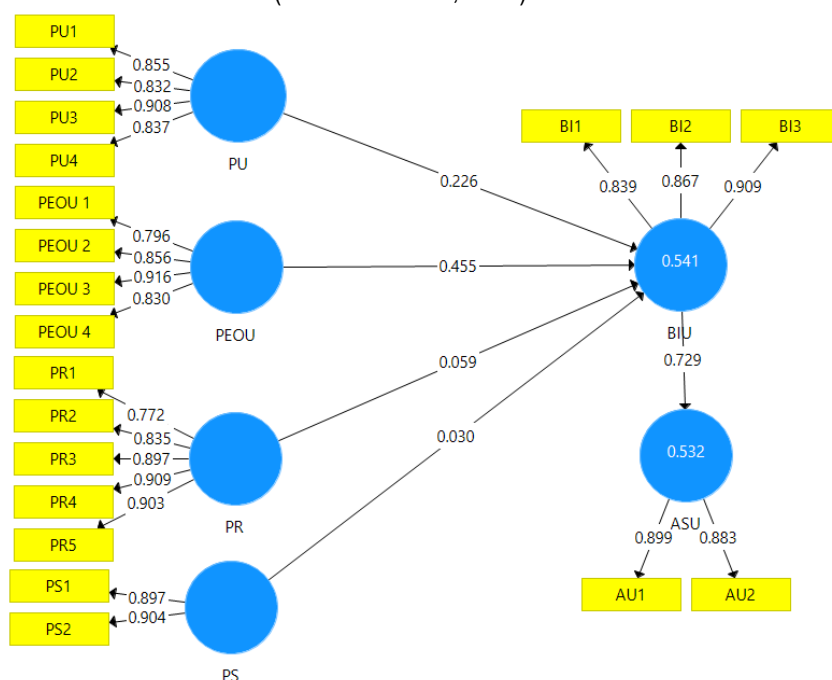 PU1
PU2
PU3
PU4
0.855
0.832
0.908
0.837
PU
PEOU 1
PEOU 2
PEOU 3
PEOU 4
0.796
0.856
0.916
0.830
PEOU
PR1
PR2
PR3
PR4
PR5
0.772
0.835
0.897
0.909
0.903
PR
PS1
PS2
0.897
0.904
PS
0.226
0.455
0.059
0.030
BI1
BI2
BI3
0.839
0.867
0.909
0.541
BIU
0.729
0.532
ASU
0.899
0.883
AU1
AU2